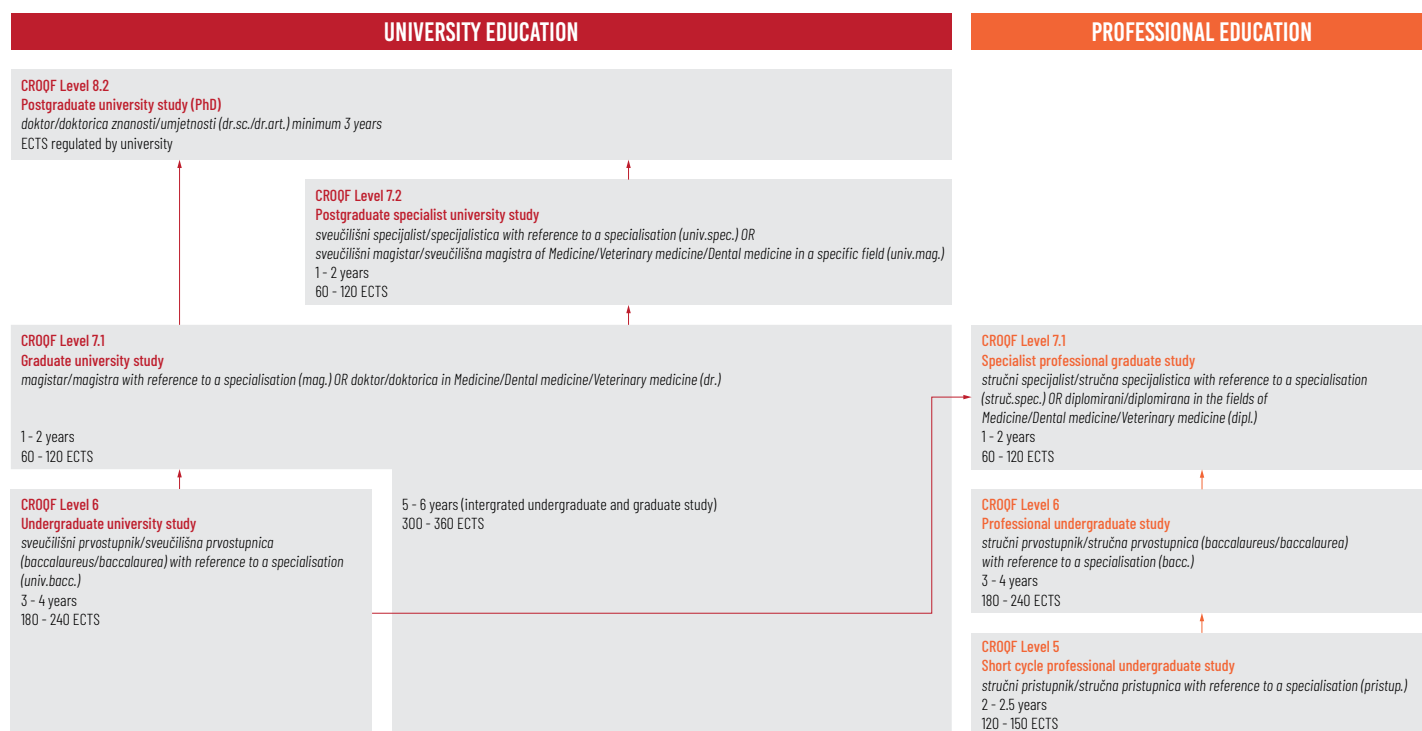 UNIVERSITY EDUCATION
CROQF Level 8.2
Postgraduate university study (PhD)
doktor/doktorica znanosti/umjetnosti (dr.sc./dr.art.) minimum 3 years
ECTS regulated by university
CROQF Level 7.2
Postgraduate specialist university study
sveučilišni specijalist/specijalistica with reference to a specialisation (univ.spec.) OR
sveučilišni magistar/sveučilišna magistra of Medicine/Veterinary medicine/Dental medicine in a specific field (univ.mag.)
1 - 2 years
60 - 120 ECTS
CROQF Level 7.1
Graduate university study
magistar/magistra with reference to a specialisation (mag.) OR doktor/doktorica in Medicine/Dental medicine/Veterinary medicine (dr.)
1 - 2 years
60 - 120 ECTS
CROQF Level 6
Undergraduate university study
sveučilišni prvostupnik/sveučilišna prvostupnica
(baccalaureus/baccalaurea) with reference to a specialisation
(univ.bacc.)
3 - 4 years
180 - 240 ECTS
5 - 6 years (intergrated undergraduate and graduate study)
300 - 360 ECTS
PROFESSIONAL EDUCATION
CROQF Level 7.1
Specialist professional graduate study
stručni specijalist/stručna specijalistica with reference to a specialisation
(struč.spec.) OR diplomirani/diplomirana in the fields of
Medicine/Dental medicine/Veterinary medicine (dipl.)
1 - 2 years
60 - 120 ECTS
CROQF Level 6
Professional undergraduate study
stručni prvostupnik/stručna prvostupnica (baccalaureus/baccalaurea)
with reference to a specialisation (bacc.)
3 - 4 years
180 - 240 ECTS
CROQF Level 5
Short cycle professional undergraduate study
stručni pristupnik/stručna pristupnica with reference to a specialisation (pristup.)
2 - 2.5 years
120 - 150 ECTS